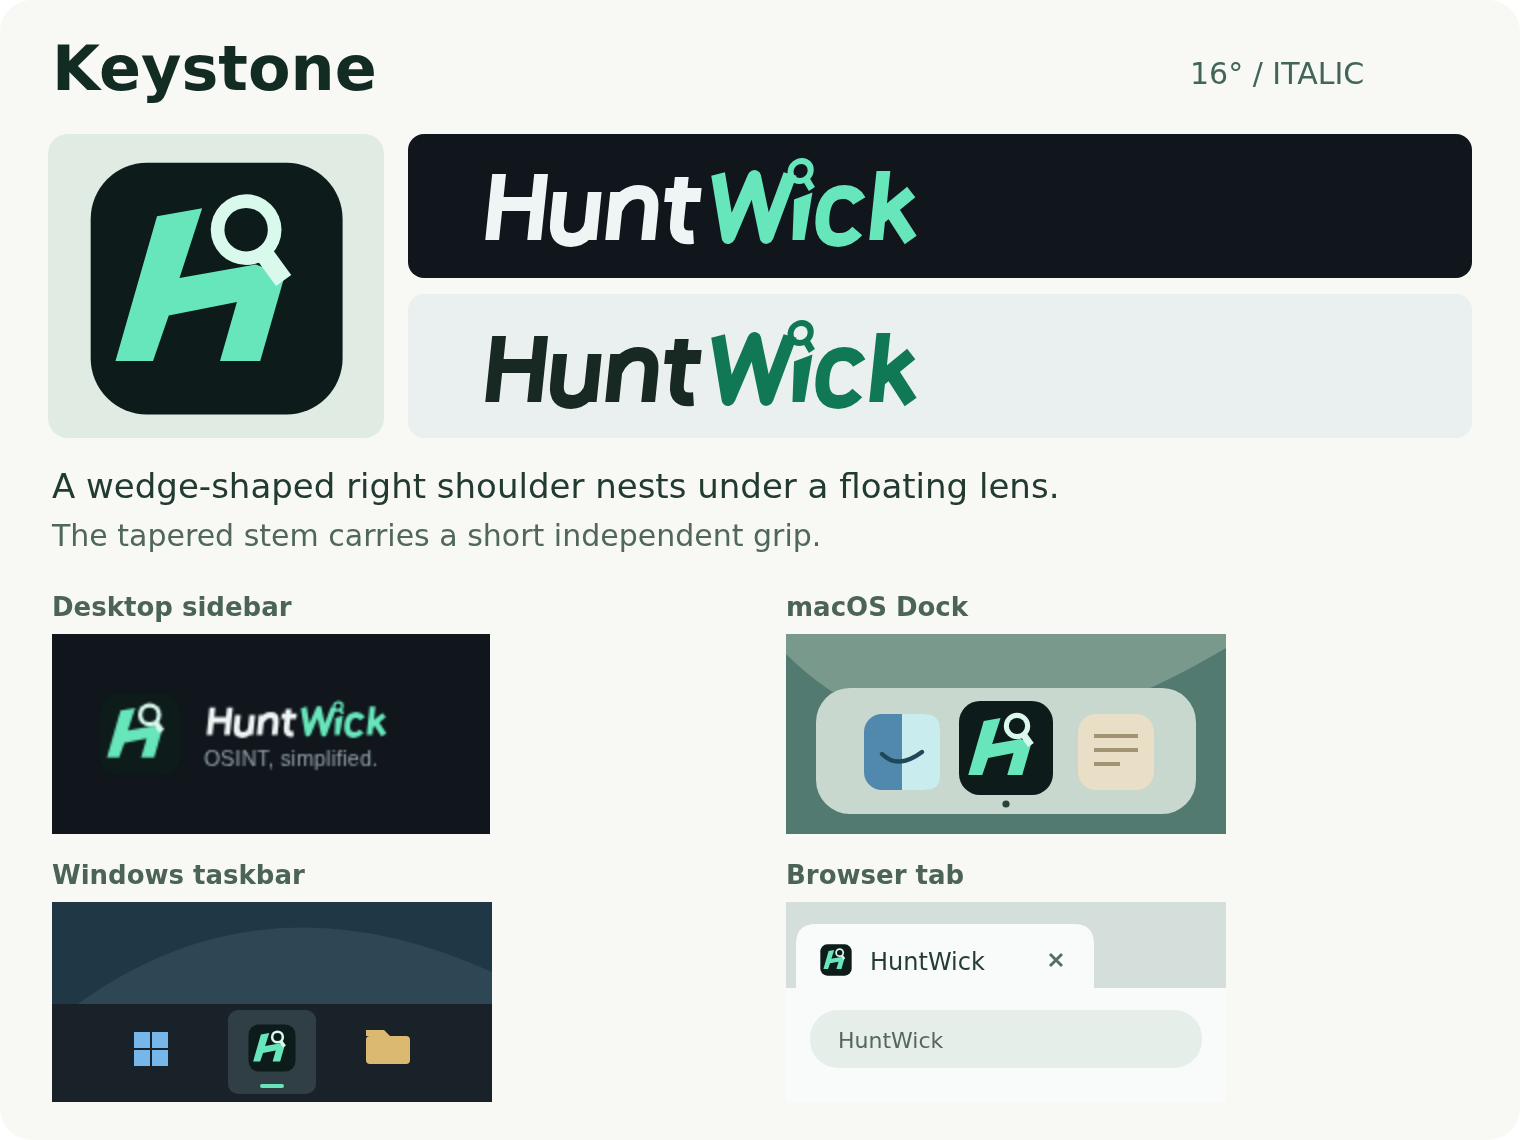 Keystone
16° / ITALIC
H
HuntWick
HuntWick
A wedge-shaped right shoulder nests under a floating lens.
The tapered stem carries a short independent grip.
Desktop sidebar
macOS Dock
H
HuntWick
OSINT, simplified.
H
Windows taskbar
Browser tab
H
H
HuntWick
×
HuntWick